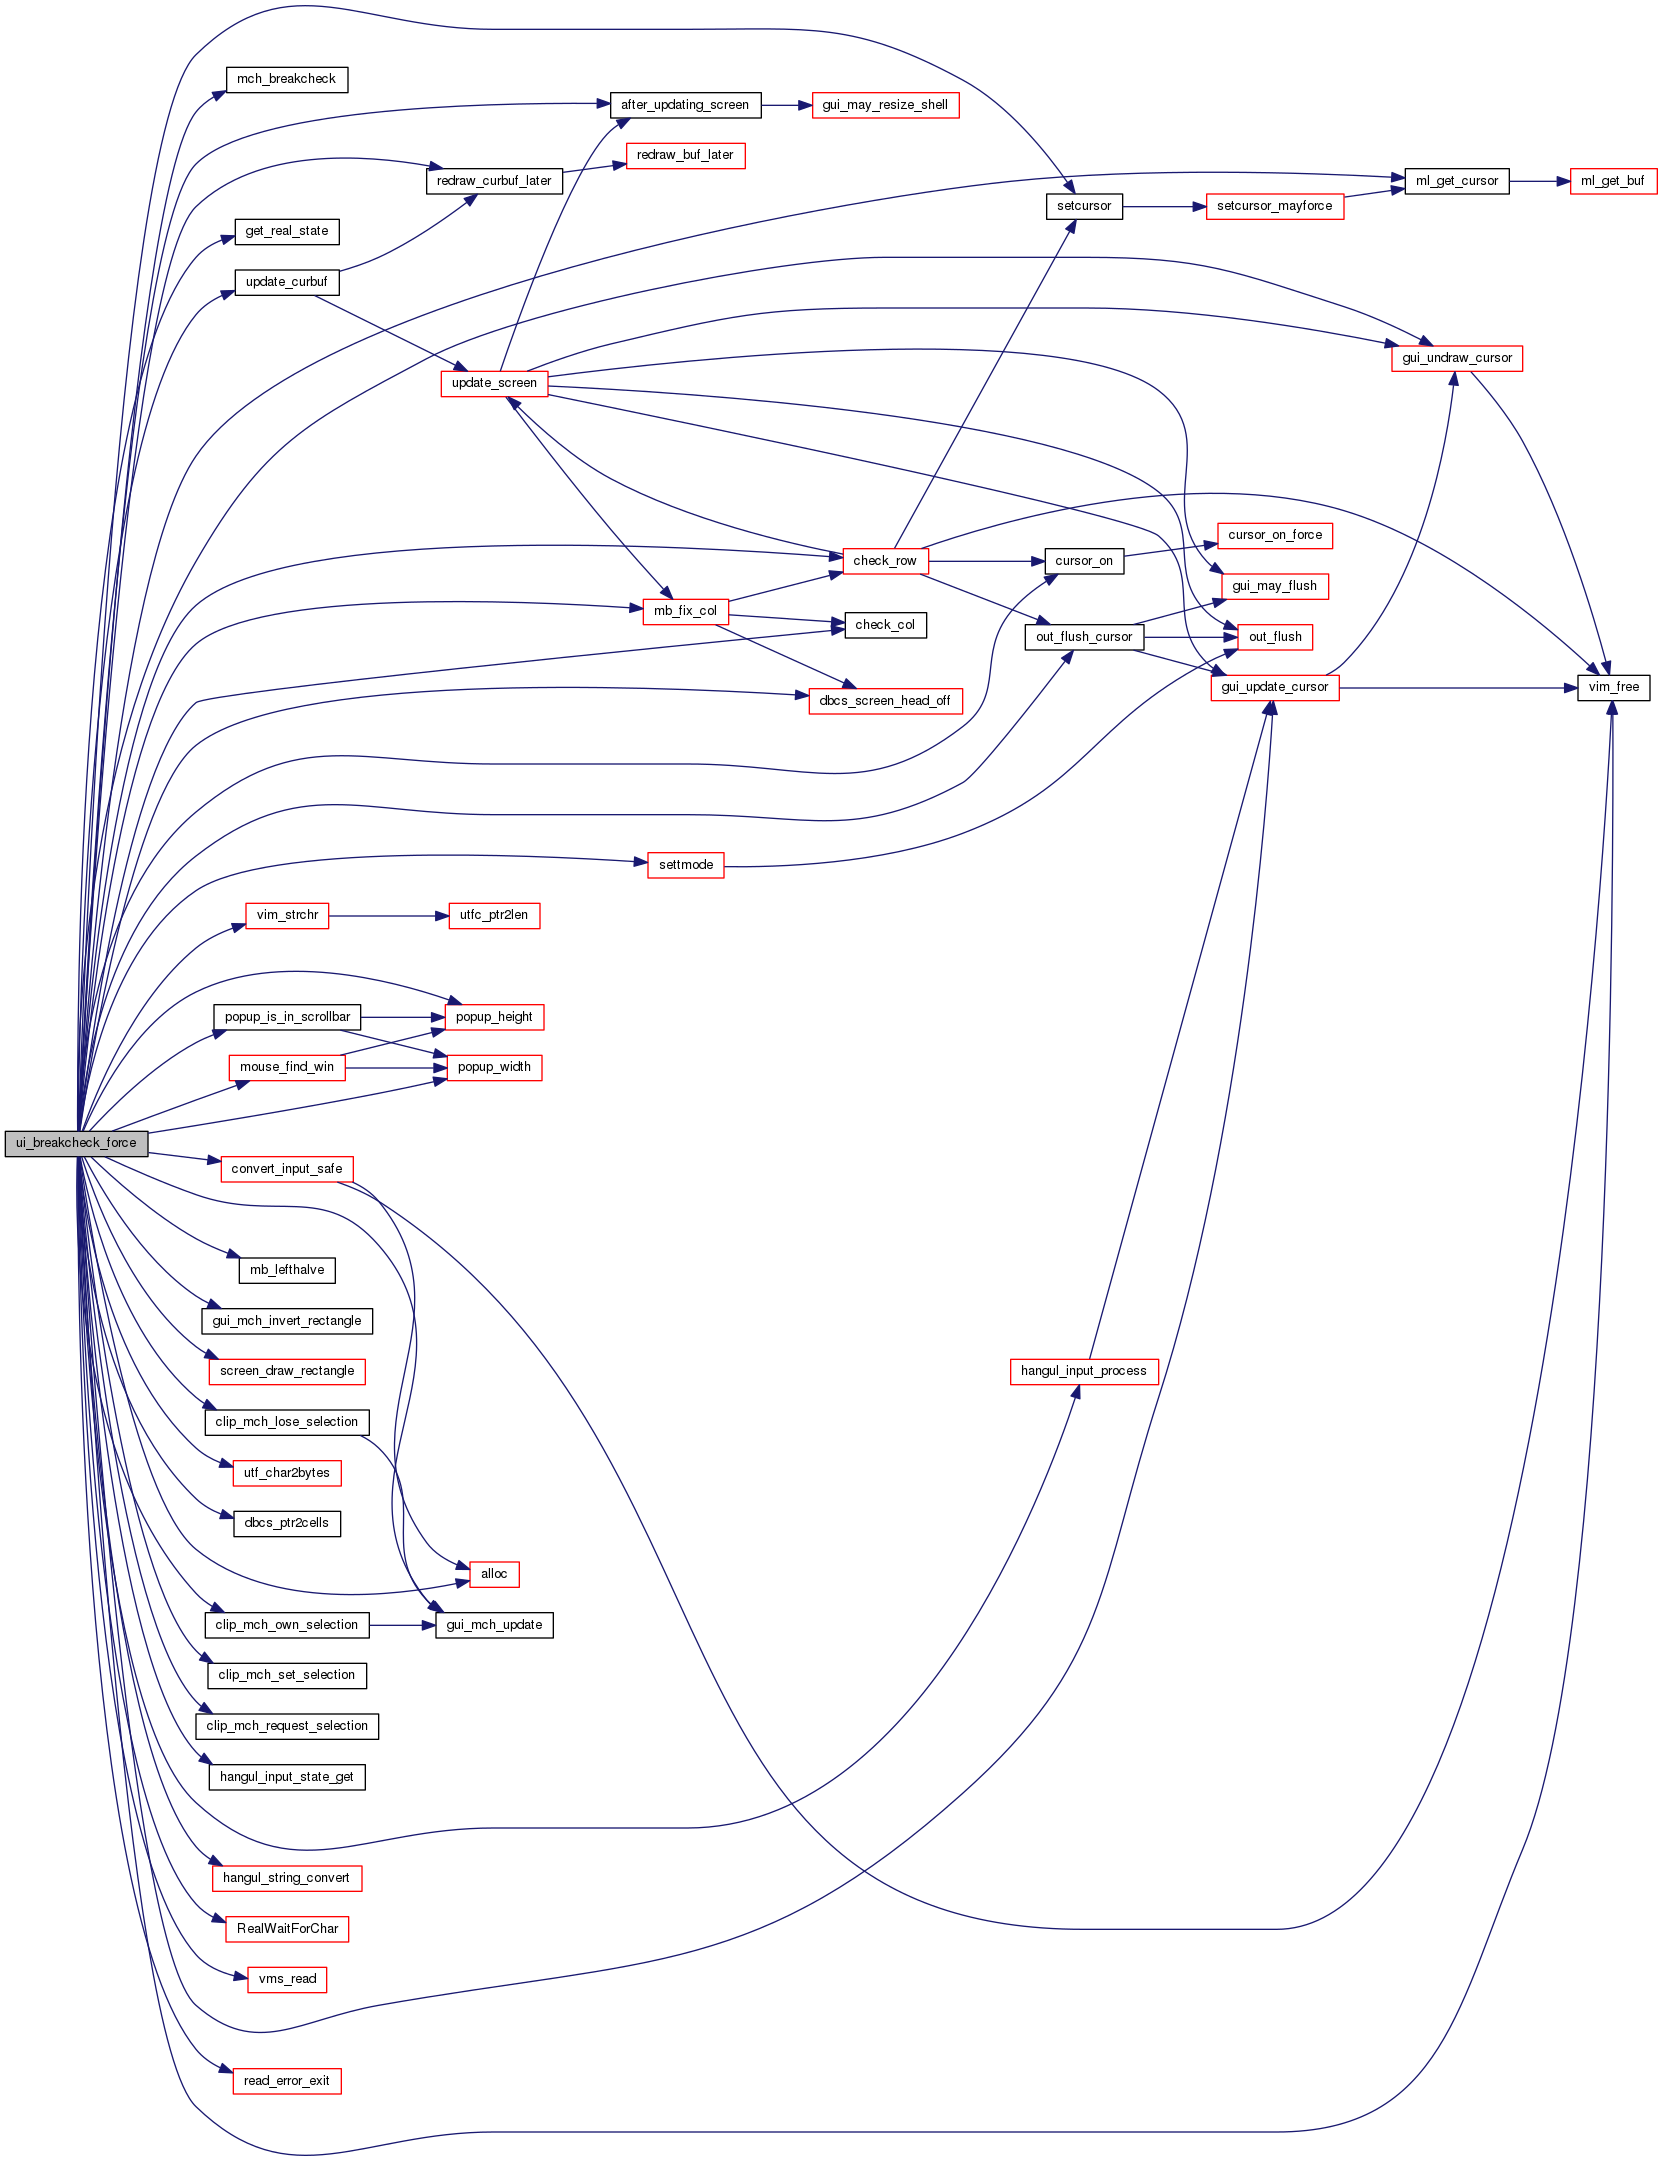 mch_breakcheck
after_updating_screen
gui_may_resize_shell
redraw_buf_later
redraw_curbuf_later
ml_get_cursor
ml_get_buf
setcursor
setcursor_mayforce
get_real_state
update_curbuf
gui_undraw_cursor
update_screen
cursor_on_force
check_row
cursor_on
gui_may_flush
mb_fix_col
check_col
out_flush_cursor
out_flush
gui_update_cursor
vim_free
dbcs_screen_head_off
settmode
vim_strchr
utfc_ptr2len
popup_is_in_scrollbar
popup_height
mouse_find_win
popup_width
ui_breakcheck_force
convert_input_safe
mb_lefthalve
gui_mch_invert_rectangle
screen_draw_rectangle
hangul_input_process
clip_mch_lose_selection
utf_char2bytes
dbcs_ptr2cells
alloc
clip_mch_own_selection
gui_mch_update
clip_mch_set_selection
clip_mch_request_selection
hangul_input_state_get
hangul_string_convert
RealWaitForChar
vms_read
read_error_exit